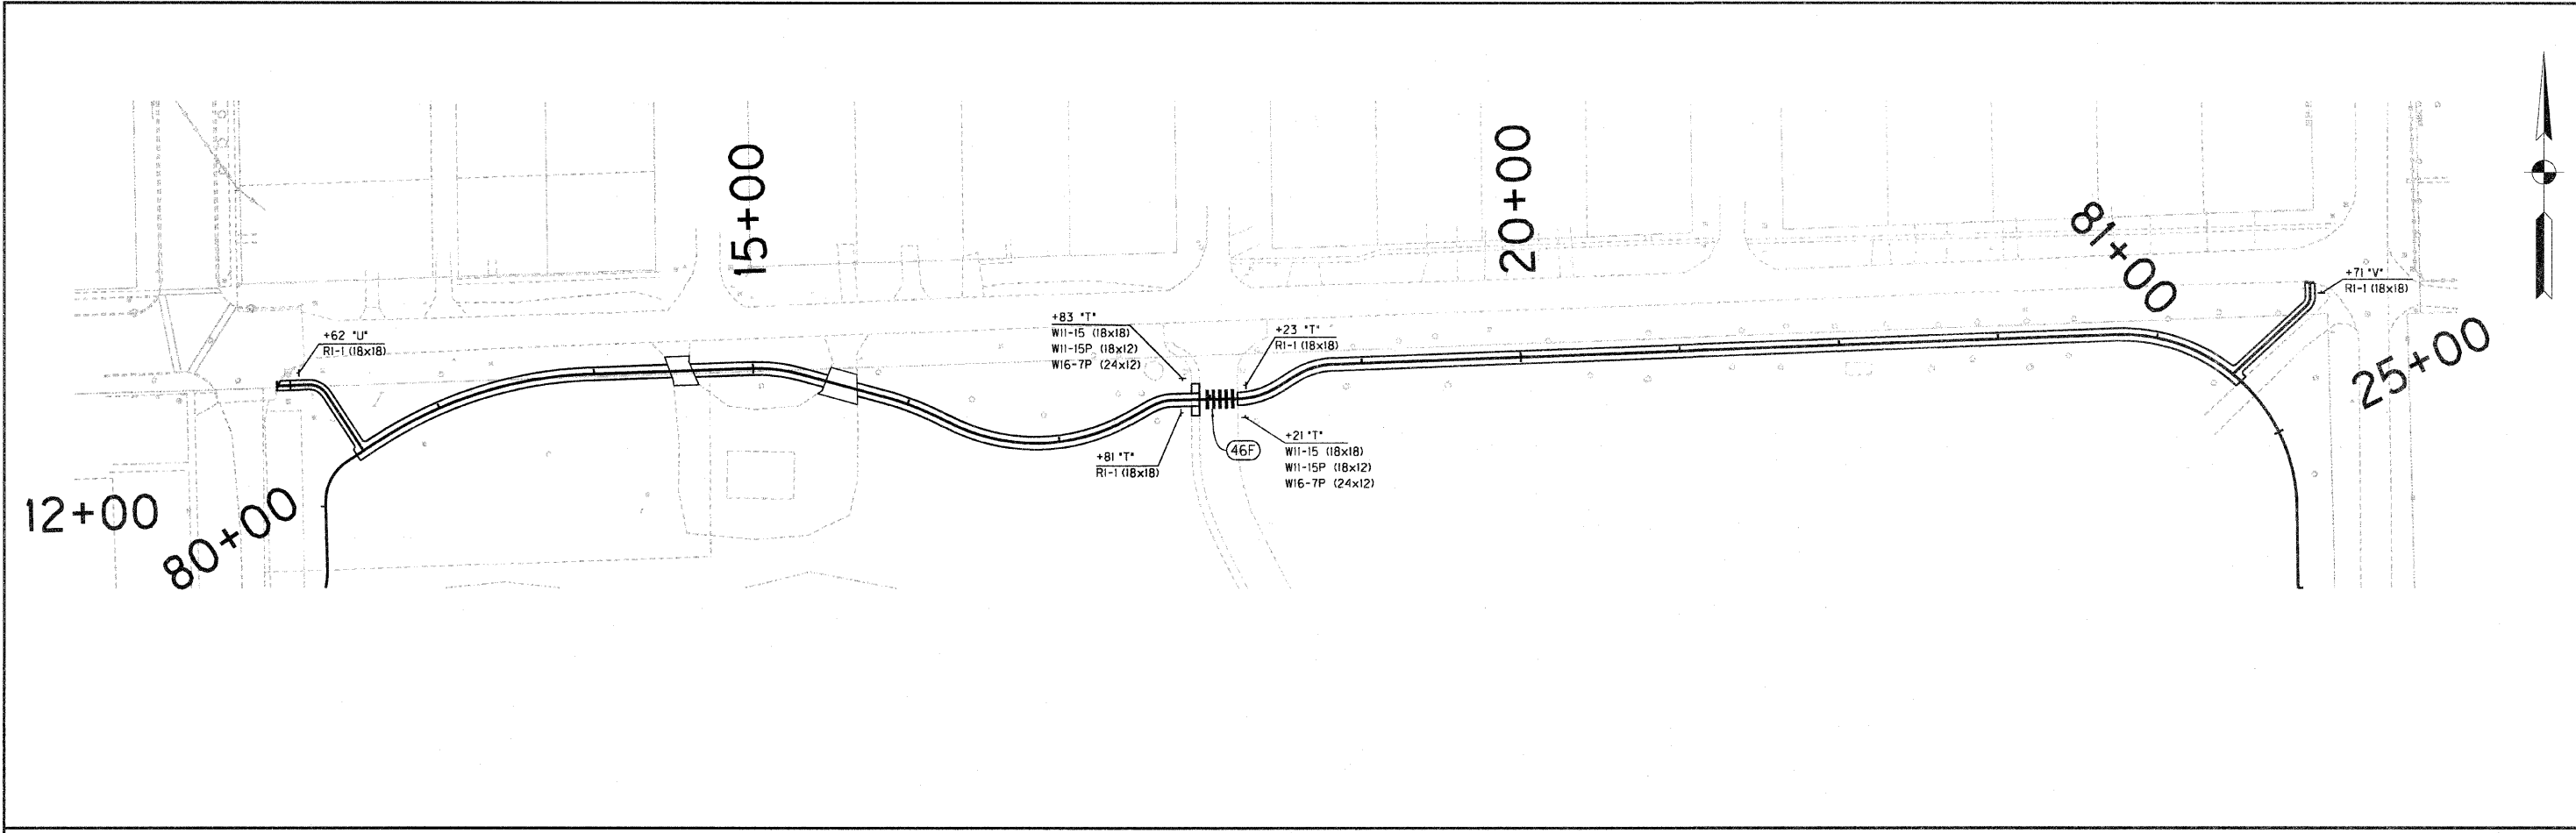 15+00
20+00
81+00
+71 "V"
R1-1 (18x18)
+83 "T"
W11-15 (18x18)
W11-15P (18x12)
W16-7P (24x12)
+23 "T"
R1-1 (18x18)
+62 "U"
R1-1 (18x18)
25+00
+21 "T"
W11-15 (18x18)
W11-15P (18x12)
W16-7P (24x12)
46F
+81 "T"
R1-1 (18x18)
12+00
80+00